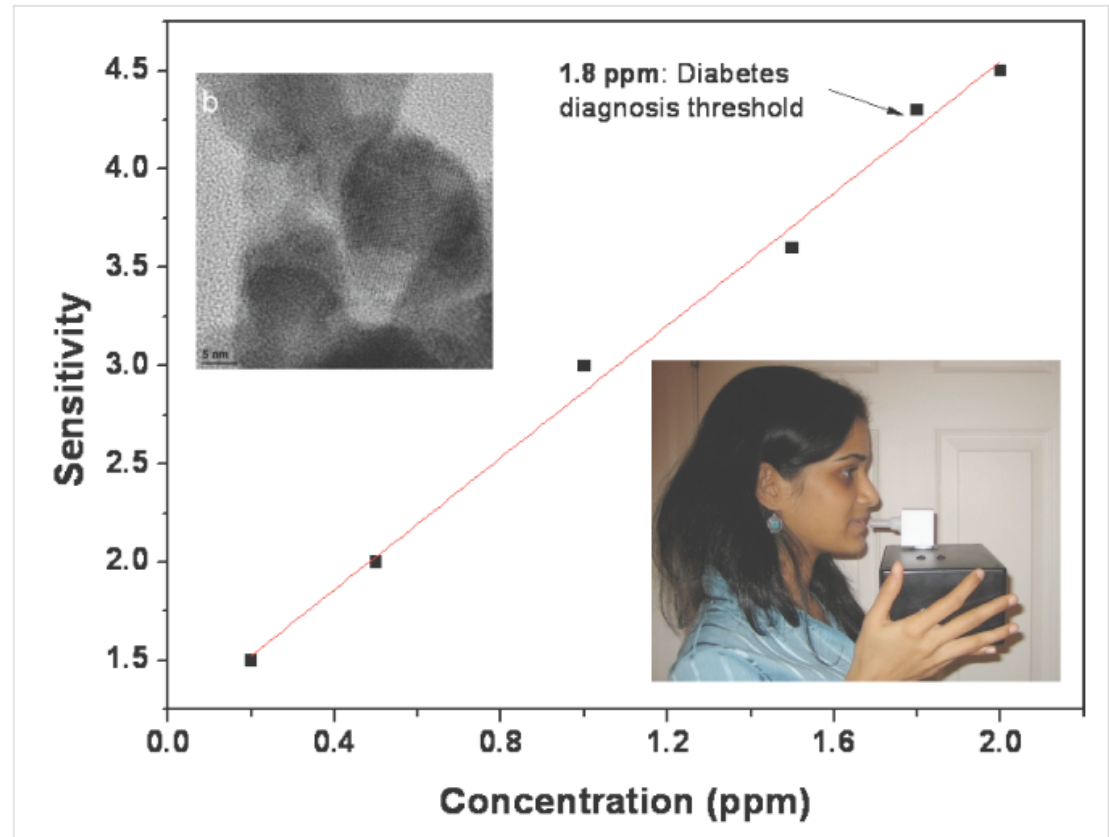 4.5
4.0
3.5
3.0
2.5
2.0
1.5
Sensitivity
b
5 nm
1.8 ppm: Diabetes
diagnosis threshold
0.0 0.4 0.8 1.2 1.6 2.0
Concentration (ppm)